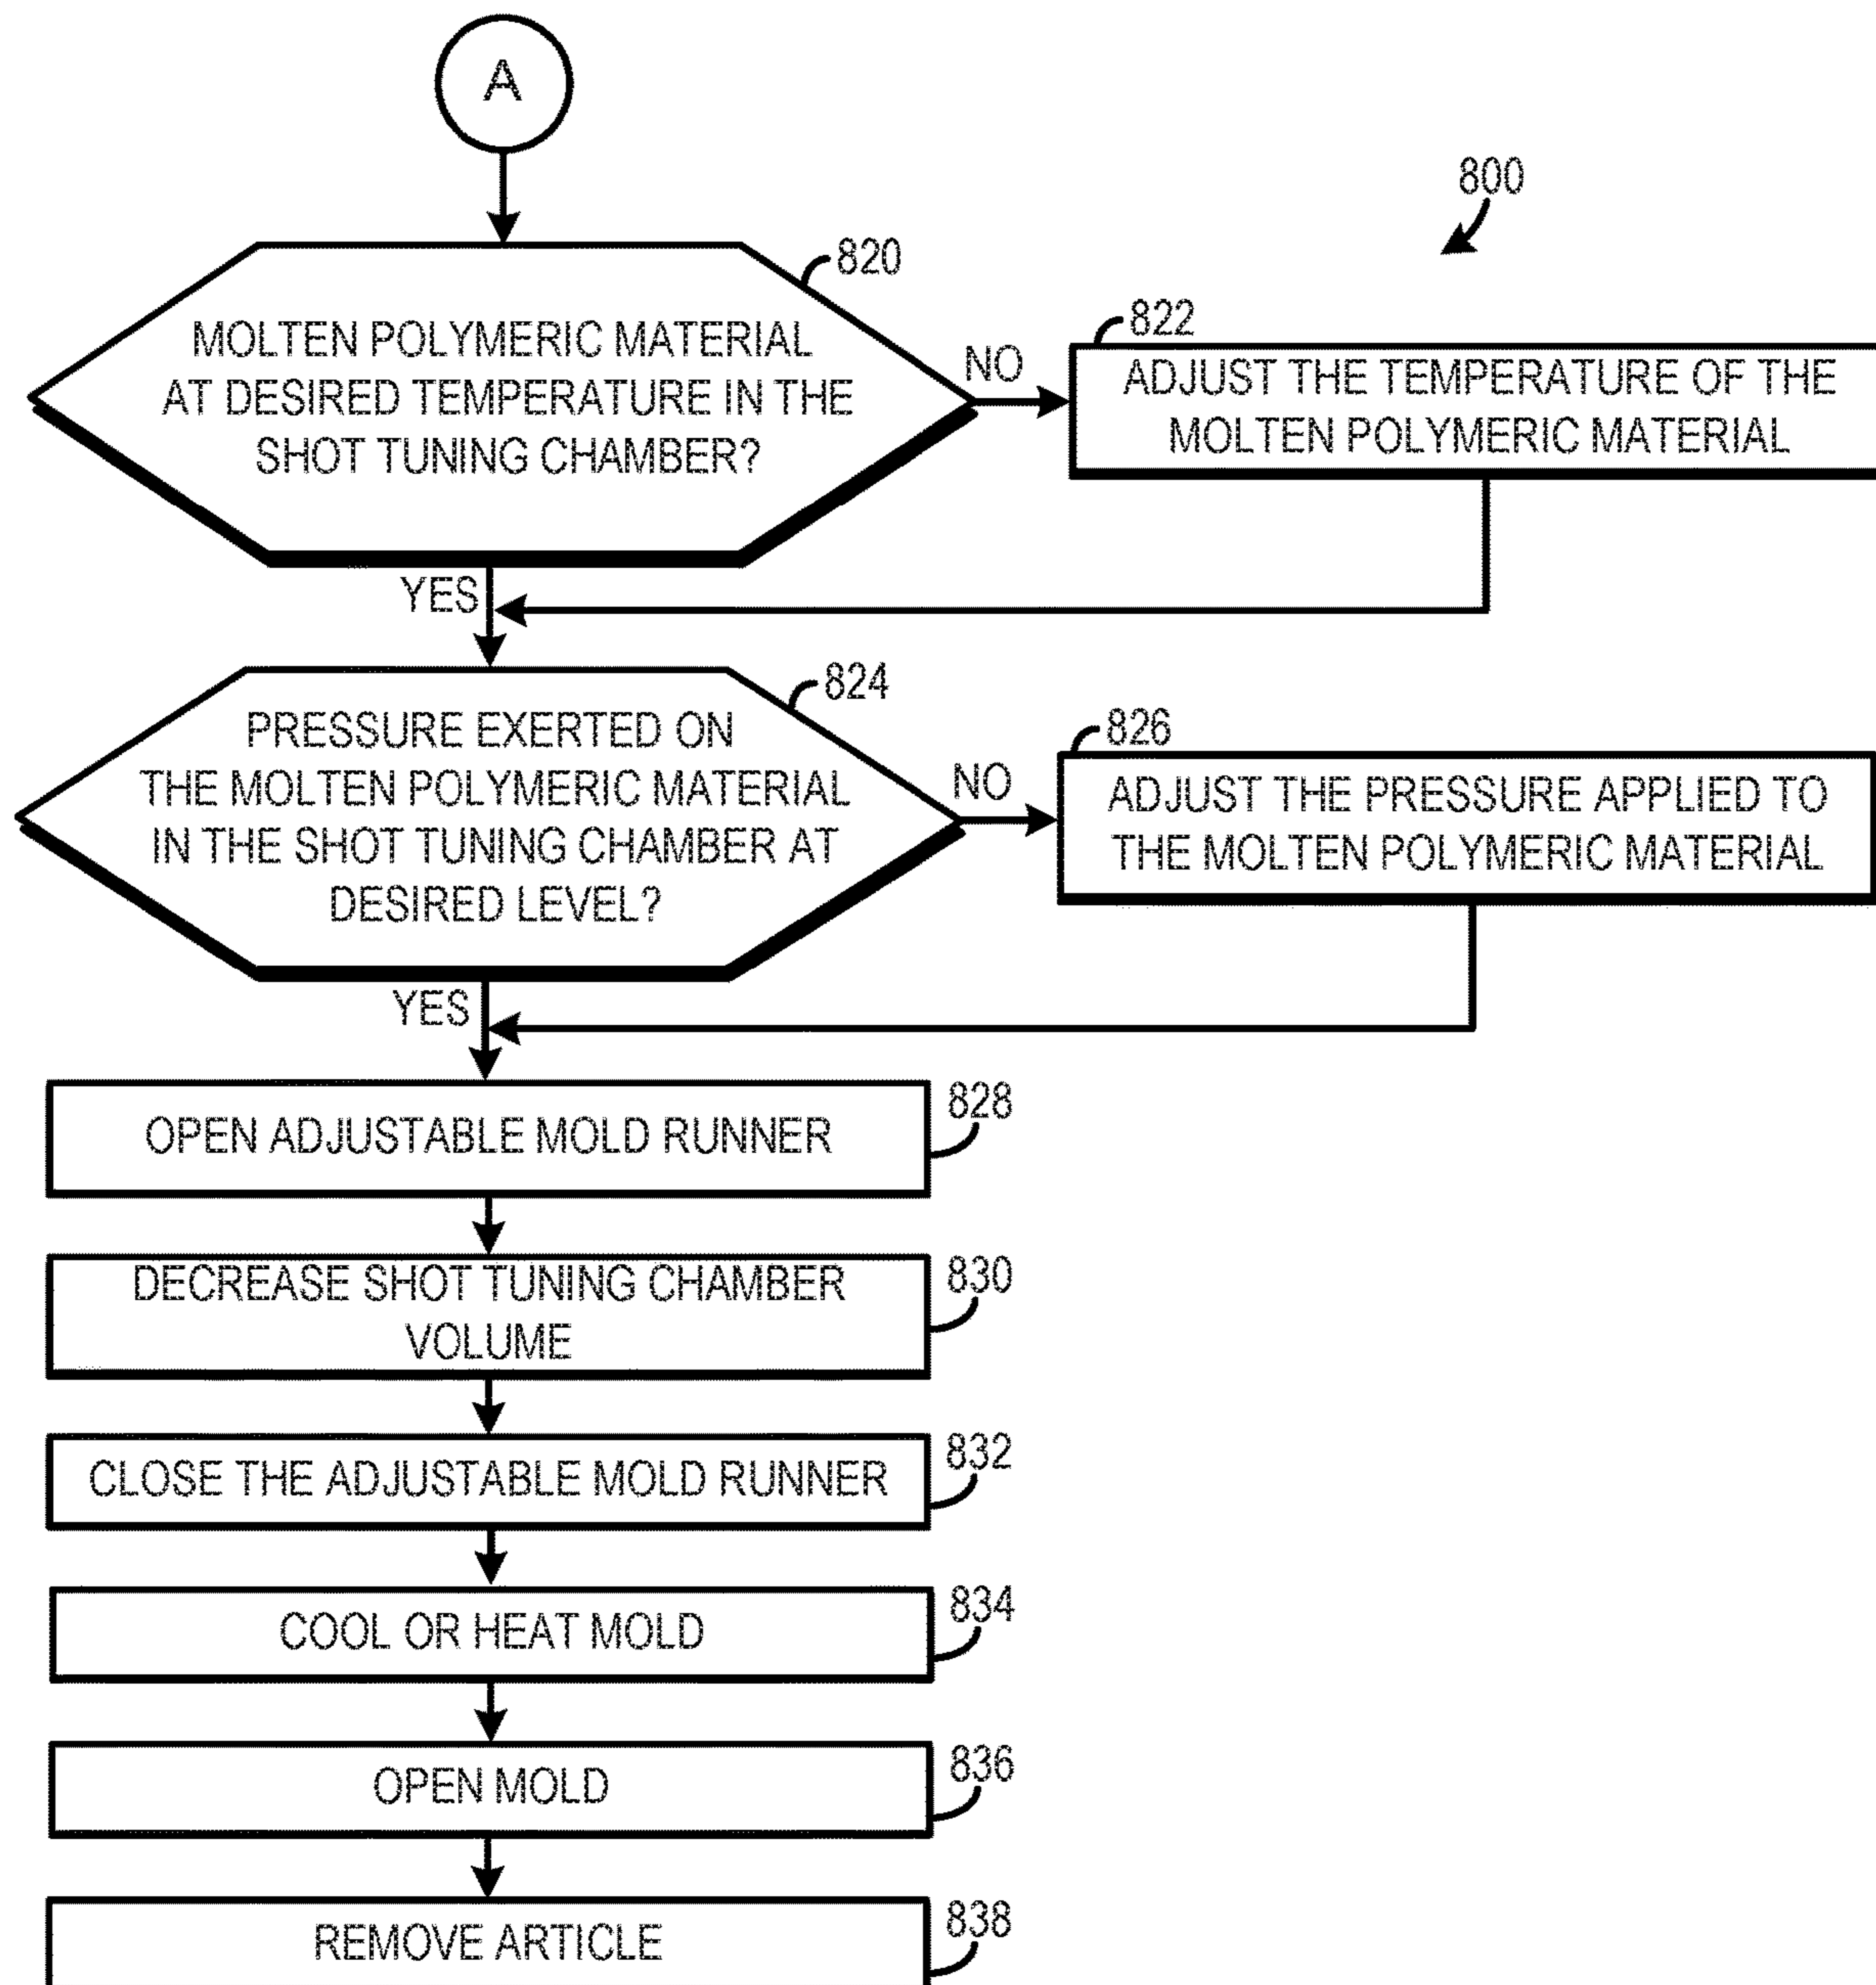 A
800
820
MOLTEN POLYMERIC MATERIAL
AT DESIRED TEMPERATURE IN THE
SHOT TUNING CHAMBER?
NO
822
ADJUST THE TEMPERATURE OF THE
MOLTEN POLYMERIC MATERIAL
YES
824
PRESSURE EXERTED ON
THE MOLTEN POLYMERIC MATERIAL
IN THE SHOT TUNING CHAMBER AT
DESIRED LEVEL?
NO
826
ADJUST THE PRESSURE APPLIED TO
THE MOLTEN POLYMERIC MATERIAL
YES
828
OPEN ADJUSTABLE MOLD RUNNER
830
DECREASE SHOT TUNING CHAMBER
VOLUME
832
CLOSE THE ADJUSTABLE MOLD RUNNER
834
COOL OR HEAT MOLD
836
OPEN MOLD
838
REMOVE ARTICLE